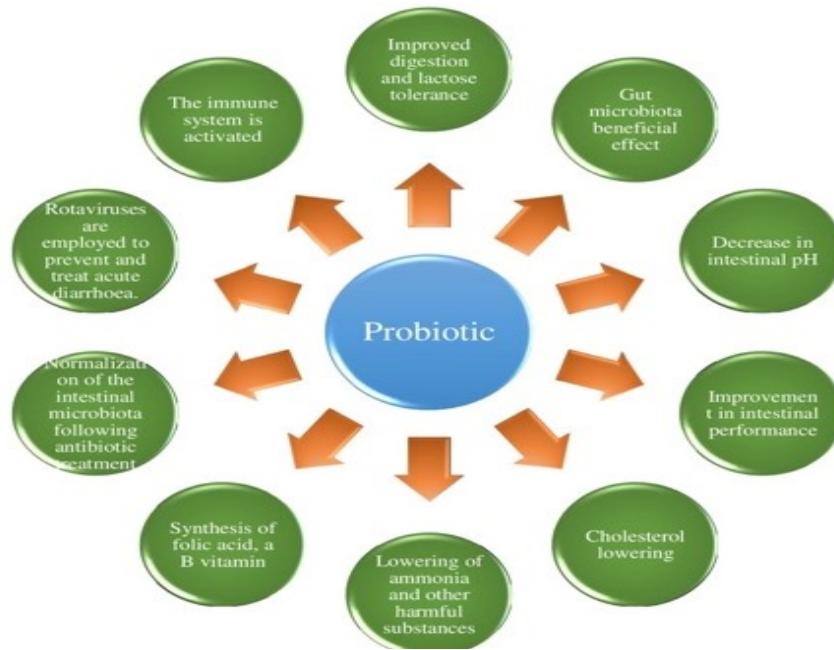 Improved
digestion
and lactose
tolerance
Gut
microbiota
beneficial
effect
Decrease in
intestinal pH
Improvemen
t in intestinal
performance
Cholesterol
lowering
Lowering of
ammonia
and other
harmful
substances
Synthesis of
folic acid, a
B vitamin
Normalizati
on of the
intestinal
microbiota
following
antibiotic
treatment
Rotaviruses
are
employed to
prevent and
treat acute
diarrhoea.
The immune
system is
activated
Probiotic